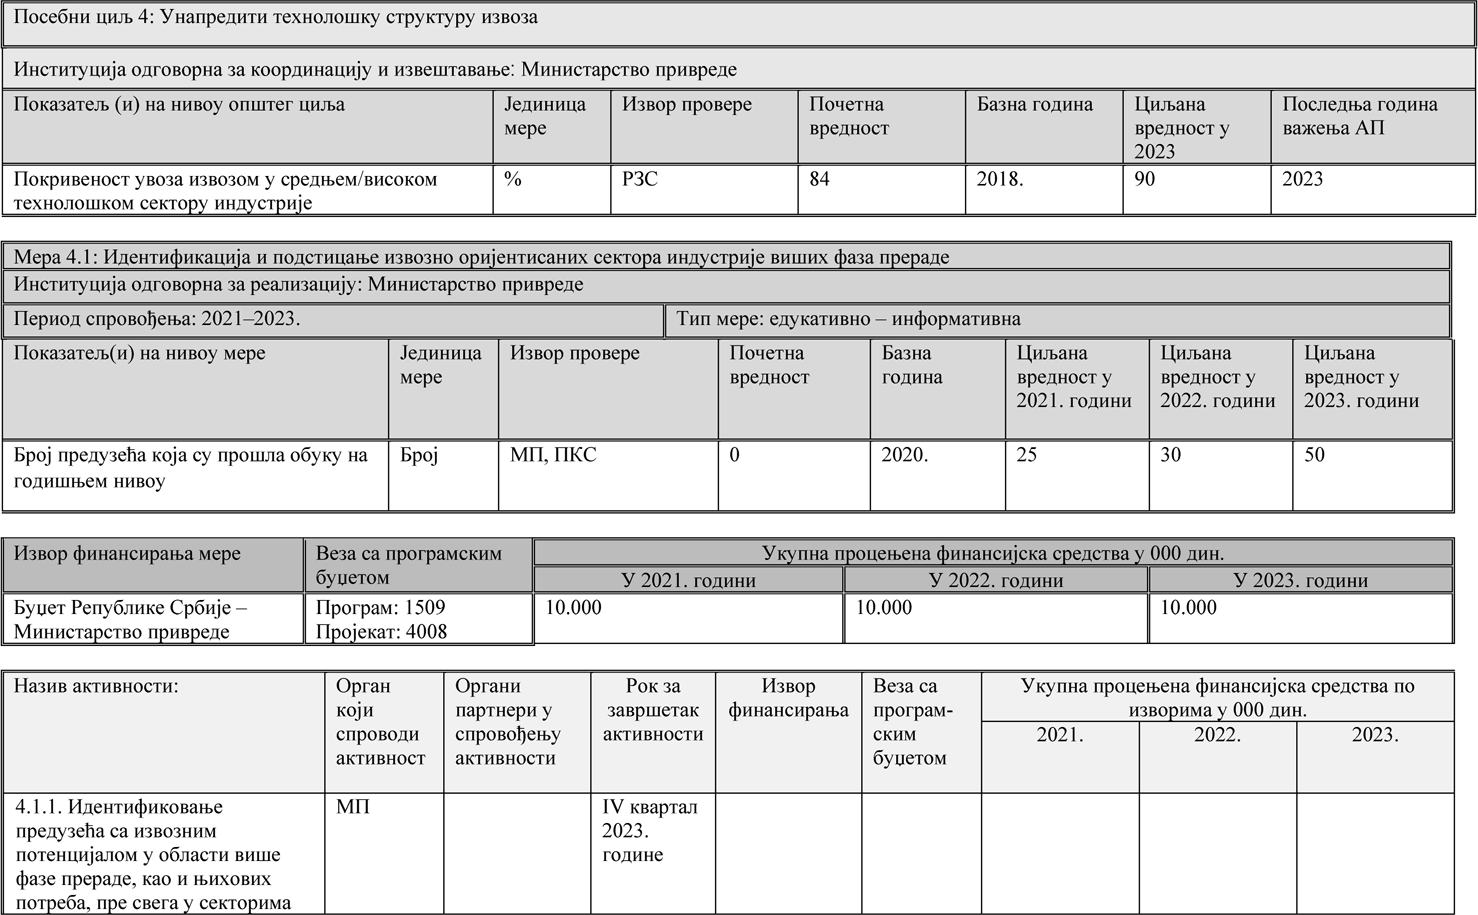 Посебни циљ 4: Унапредити технолошку структуру извоза
Институција одговорна за координацију и извештавање: Министарство привреде
Показатељ (и) на нивоу општег циља
Јединица
мере
Извор провере
Почетна
вредност
Базна година
Циљана
вредност у
2023
Последња година
важења АП
Покривеност увоза извозом у средњем/високом
технолошком сектору индустрије
%
РЗС
84
2018.
90
2023
Мера 4.1: Идентификација и подстицање извозно оријентисаних сектора индустрије виших фаза прераде
Институција одговорна за реализацију: Министарство привреде
Период спровођења: 2021–2023.
Тип мере: едукативно – информативна
Показатељ(и) на нивоу мере
Јединица
мере
Извор провере
Почетна
вредност
Базна
година
Циљана
вредност у
2021. години
Циљана
вредност у
2022. години
Циљана
вредност у
2023. години
Број предузећа која су прошла обуку на
годишњем нивоу
Број
МП, ПКС
0
2020.
25
30
50
Извор финансирања мере
Веза са програмским
буџетом
Укупна процењена финансијска средства у 000 дин.
У 2021. години
У 2022. години
У 2023. години
Буџет Републике Србије –
Министарство привреде
Програм: 1509
Пројекат: 4008
10.000
10.000
10.000
Назив активности:
Орган
који
спроводи
активност
Органи
партнери у
спровођењу
активности
Рок за
завршетак
активности
Извор
финансирања
Веза са
програм-
ским
буџетом
Укупна процењена финансијска средства по
изворима у 000 дин.
2021.
2022.
2023.
4.1.1. Идентификовање
предузећа са извозним
потенцијалом у области више
фазе прераде, као и њихових
потреба, пре свега у секторима
МП
IV квартал
2023.
године